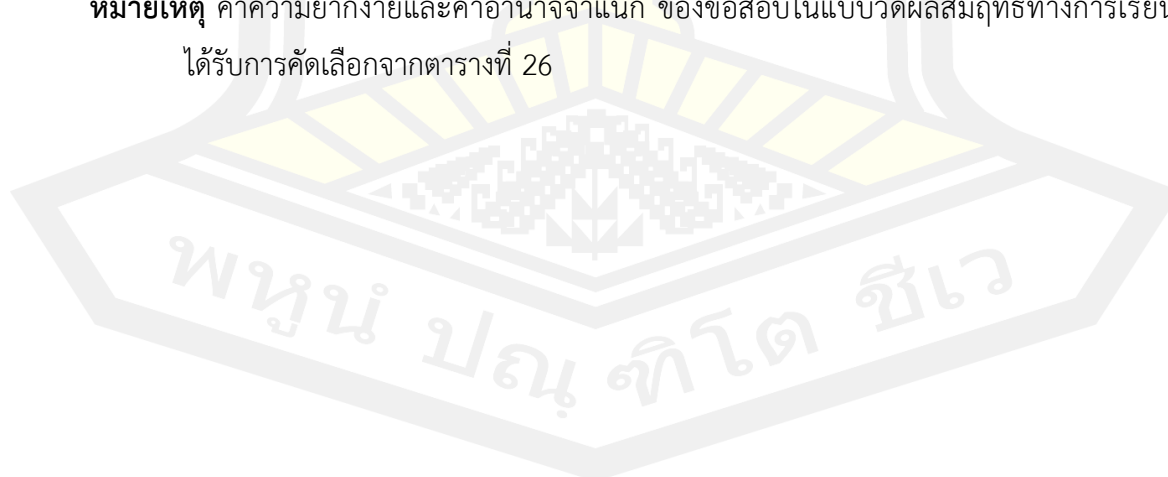 หมายเหตุ ค่าความยากง่ายและค่าอำนาจจำแนก ของข้อสอบในแบบวัดผลสัมฤทธิ์ทางการเรียน
ได้รับการคัดเลือกจากตารางที่ 26
พหูนํ ปณฺฑิโต ชีเว